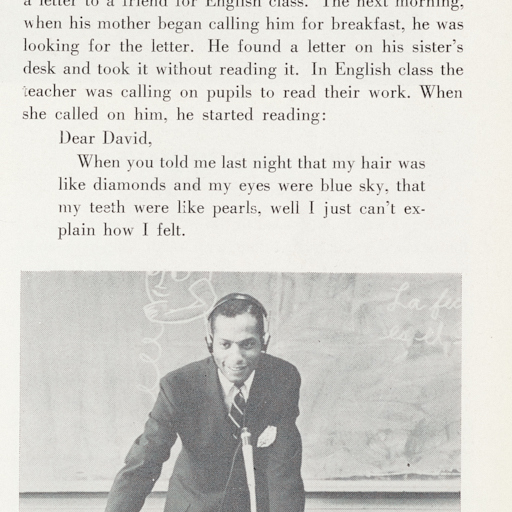 a letter to a friend for English class. The next morning,
when his mother began calling him for breakfast, he was
looking for the letter. He found a letter on his sister's
desk and took it without reading it. In English class the
teacher was calling on pupils to read their work. When
she called on him, he started reading:
Dear David,
When you told me last night that my hair was
like diamonds and my eyes were blue sky, that
my teeth were like pearls, well I just can't ex-
plain how I felt.
La